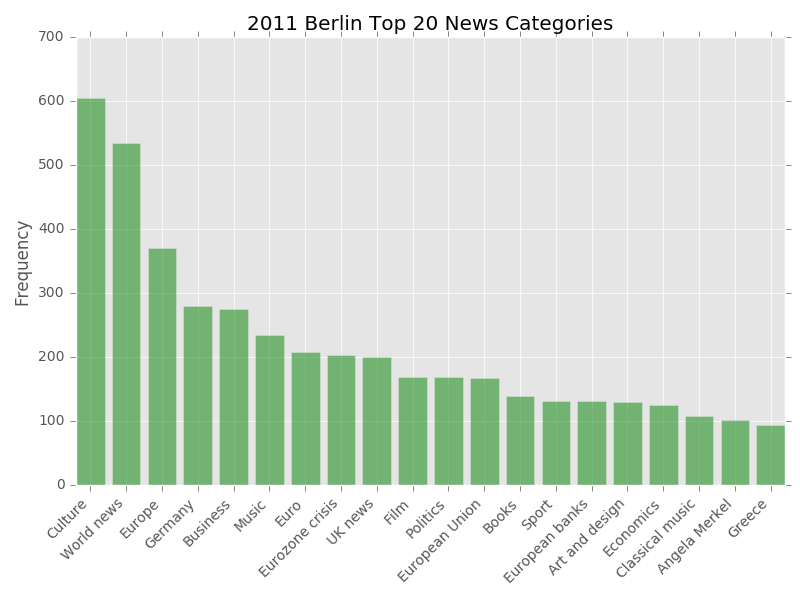 2011 Berlin Top 20 News Categories
700
600
500
400
300
200
100
0
Frequency
Culture
World news
Europe
Germany
Business
Music
Euro
Eurozone crisis
UK news
Film
Politics
European Union
Books
Sport
European banks
Art and design
Economics
Classical music
Angela Merkel
Greece